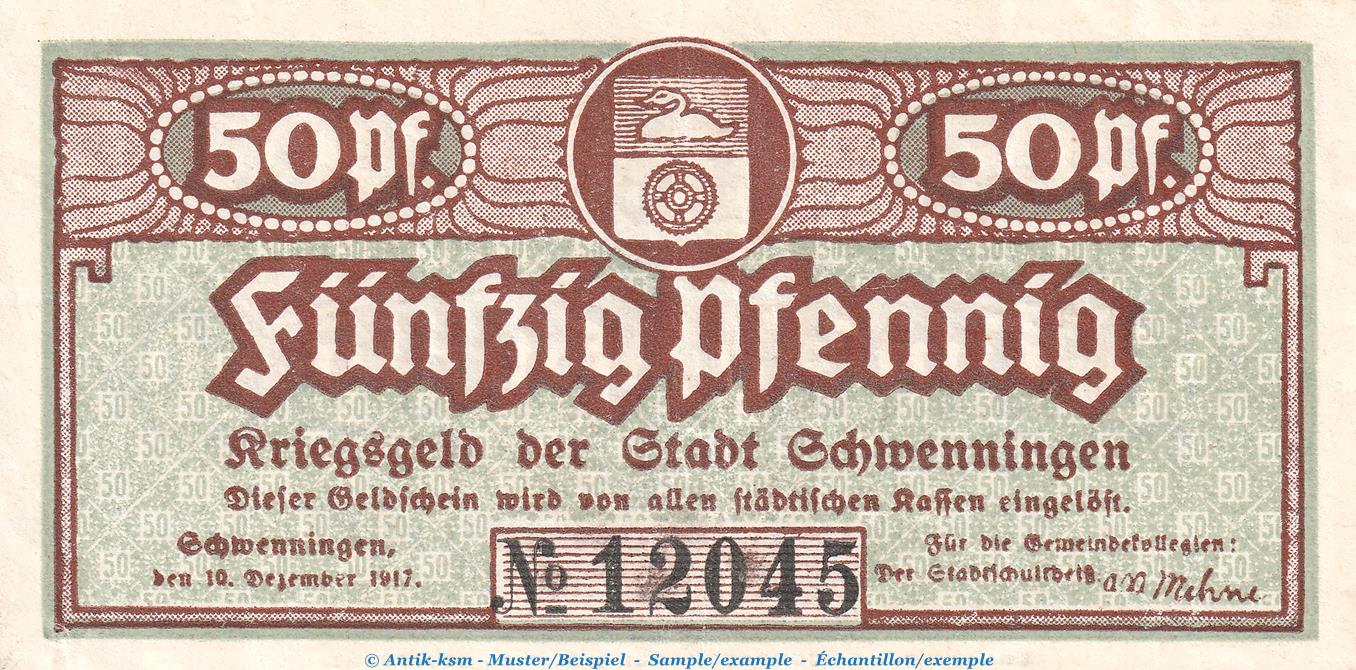 50 Pf. 50 Pf.
Fünfzig Pfennig
Kriegsgeld der Stadt Schwenningen
Dieser Geldschein wird von allen städtischen Kassen eingelöst.
Schwenningen,
den 10. Dezember 1917.
No 12045
Für die Gemeindekollegien:
Der Stadtschultheiß.
Mehne
© Antik-ksm - Muster/Beispiel - Sample/example - Échantillon/exemple